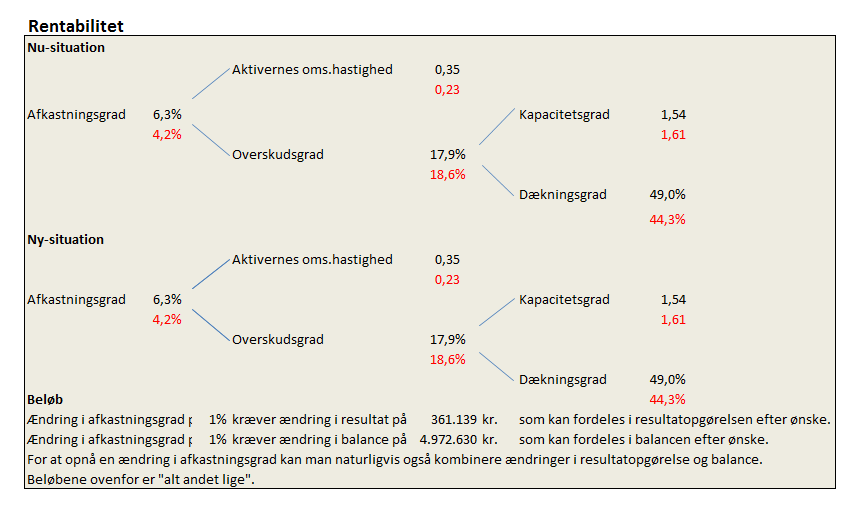 Rentabilitet
Nu-situation
Aktivernes oms.hastighed 0,35
0,23
Afkastningsgrad 6,3% Kapacitetsgrad 1,54
4,2% 1,61
Overskudsgrad 17,9%
18,6%
Dækningsgrad 49,0%
44,3%
Ny-situation
Aktivernes oms.hastighed 0,35
0,23
Afkastningsgrad 6,3% Kapacitetsgrad 1,54
4,2% 1,61
Overskudsgrad 17,9%
18,6%
Dækningsgrad 49,0%
Beløb 44,3%
Ændring i afkastningsgrad p 1% kræver ændring i resultat på 361.139 kr. som kan fordeles i resultatopgørelsen efter ønske.
Ændring i afkastningsgrad p 1% kræver ændring i balance på 4.972.630 kr. som kan fordeles i balancen efter ønske.
For at opnå en ændring i afkastningsgrad kan man naturligvis også kombinere ændringer i resultatopgørelse og balance.
Beløbene ovenfor er "alt andet lige".